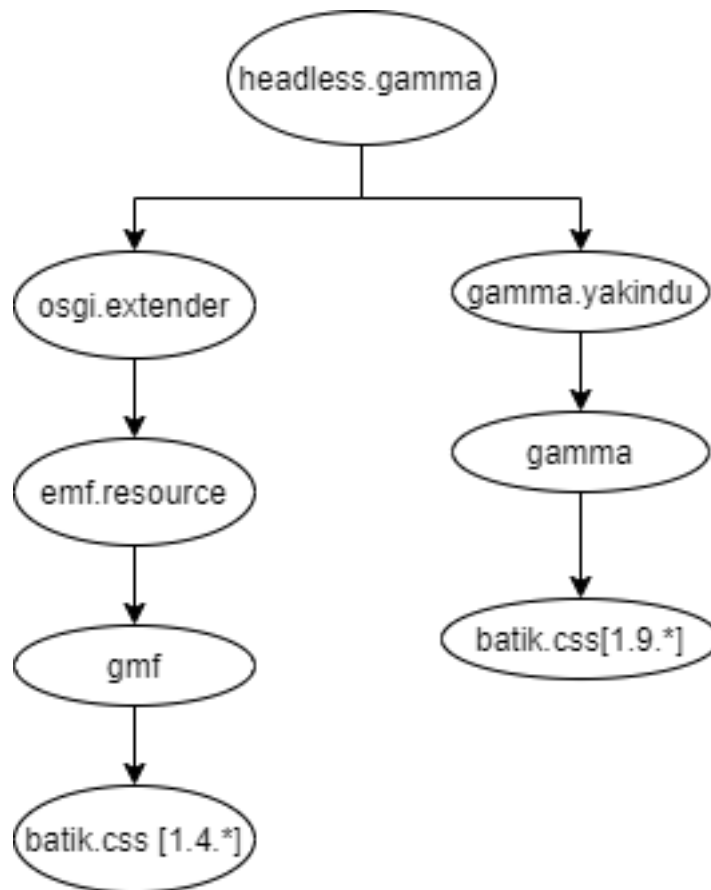 headless.gamma
osgi.extender
gamma.yakindu
emf.resource
gamma
gmf
batik.css[1.9.*]
batik.css [1.4.*]